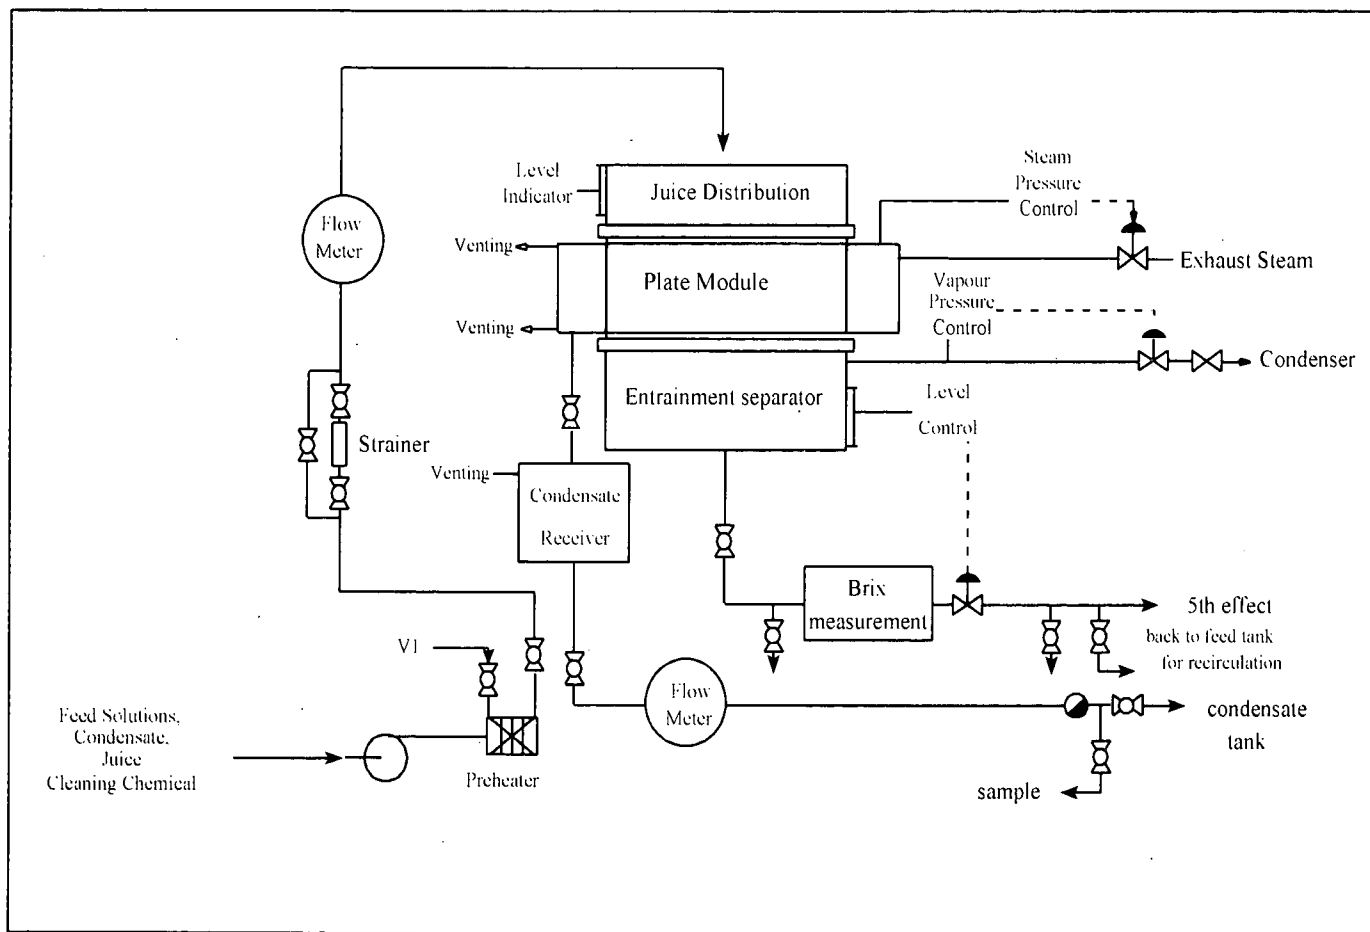 Level
Indicator
Juice Distribution
Steam
Pressure
Control
Flow
Meter
Venting
Plate Module
Exhaust Steam
Vapour
Pressure
Control
Venting
Condenser
Entrainment separator
Level
Control
Strainer
Venting
Condensate
Receiver
Brix
measurement
5th effect
back to feed tank
for recirculation
V1
Flow
Meter
condensate
tank
Feed Solutions,
Condensate,
Juice
Cleaning Chemical
Preheater
sample